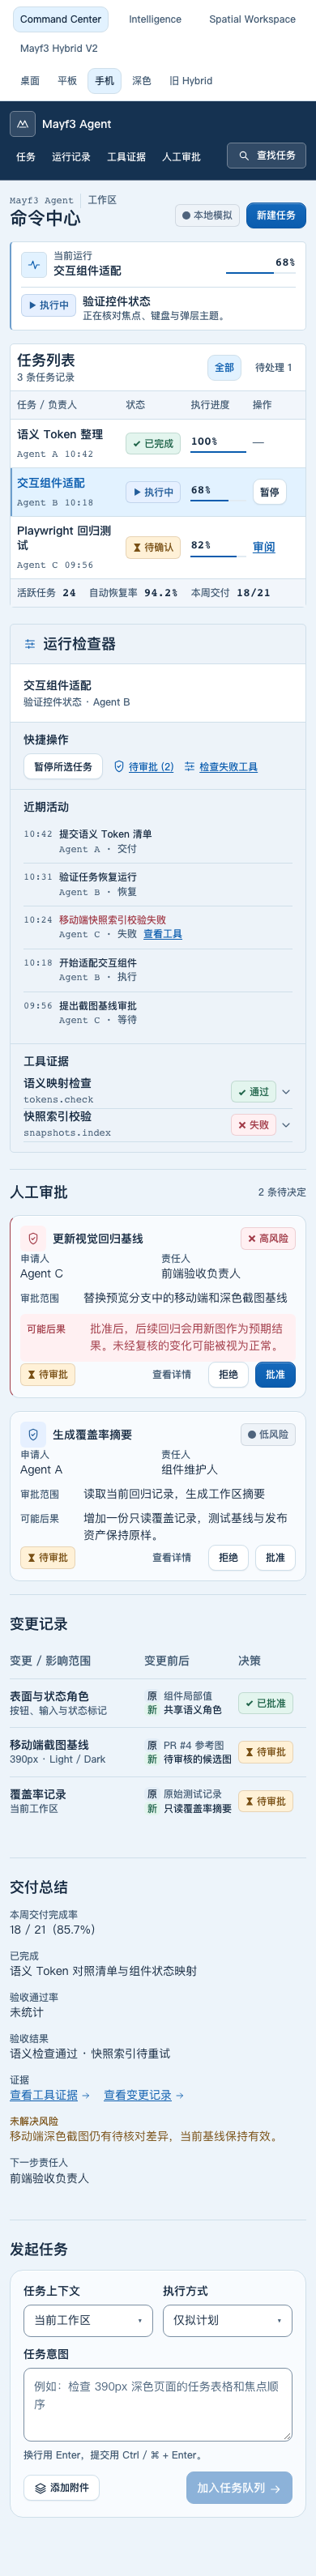 Command Center Intelligence Spatial Workspace
Mayf3 Hybrid V2
桌面 平板 手机 深色 旧 Hybrid
Mayf3 Agent
任务 运行记录 工具证据 人工审批 查找任务
Mayf3 Agent 工作区
命令中心
本地模拟 新建任务
当前运行
交互组件适配
68%
执行中
验证控件状态
正在核对焦点、键盘与弹层主题。
任务列表
3 条任务记录
全部 待处理 1
任务 / 负责人 状态 执行进度 操作
语义 Token 整理
Agent A 10:42
已完成 100% —
交互组件适配
Agent B 10:18
执行中 68% 暂停
Playwright 回归测
试
Agent C 09:56
待确认 82% 审阅
活跃任务 24 自动恢复率 94.2% 本周交付 18/21
运行检查器
交互组件适配
验证控件状态 · Agent B
快捷操作
暂停所选任务 待审批 (2) 检查失败工具
近期活动
10:42 提交语义 Token 清单
Agent A · 交付
10:31 验证任务恢复运行
Agent B · 恢复
10:24 移动端快照索引校验失败
Agent C · 失败 查看工具
10:18 开始适配交互组件
Agent B · 执行
09:56 提出截图基线审批
Agent C · 等待
工具证据
语义映射检查
tokens.check
通过
快照索引校验
snapshots.index
失败
人工审批
2 条待决定
更新视觉回归基线 高风险
申请人 责任人
Agent C 前端验收负责人
审批范围 替换预览分支中的移动端和深色截图基线
可能后果 批准后，后续回归会用新图作为预期结
果。未经复核的变化可能被视为正常。
待审批 查看详情 拒绝 批准
生成覆盖率摘要 低风险
申请人 责任人
Agent A 组件维护人
审批范围 读取当前回归记录，生成工作区摘要
可能后果 增加一份只读覆盖记录，测试基线与发布
资产保持原样。
待审批 查看详情 拒绝 批准
变更记录
变更 / 影响范围 变更前后 决策
表面与状态角色
按钮、输入与状态标记
原 组件局部值
新 共享语义角色
已批准
移动端截图基线
390px · Light / Dark
原 PR #4 参考图
新 待审核的候选图
待审批
覆盖率记录
当前工作区
原 原始测试记录
新 只读覆盖率摘要
待审批
交付总结
本周交付完成率
18 / 21（85.7%）
已完成
语义 Token 对照清单与组件状态映射
验收通过率
未统计
验收结果
语义检查通过 · 快照索引待重试
证据
查看工具证据 → 查看变更记录 →
未解决风险
移动端深色截图仍有待核对差异，当前基线保持有效。
下一步责任人
前端验收负责人
发起任务
任务上下文 执行方式
当前工作区 仅拟计划
任务意图
例如：检查 390px 深色页面的任务表格和焦点顺
序
换行用 Enter，提交用 Ctrl / ⌘ + Enter。
添加附件 加入任务队列 →